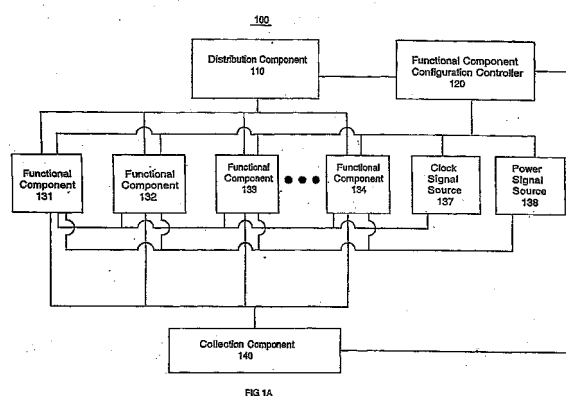 100
Distribution Component
110
Functional Component
Configuration Controller
120
Functional
Component
131
Functional
Component
132
Functional
Component
133
Functional
Component
134
Clock
Signal
Source
137
Power
Signal
Source
138
Collection Component
140
FIG 1A